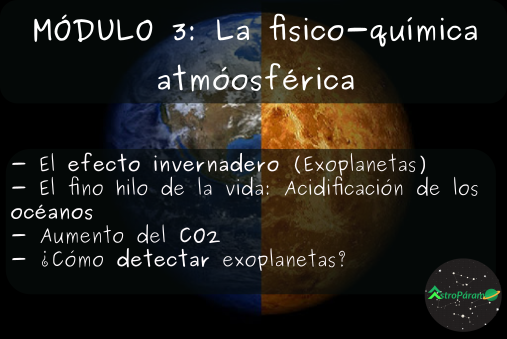 MÓDULO 3: La fisico-química
atmóosférica
- El efecto invernadero (Exoplanetas)
- El fino hilo de la vida: Acidificación de los
océanos
- Aumento del CO2
- ¿Cómo detectar exoplanetas?
AstroPáramo